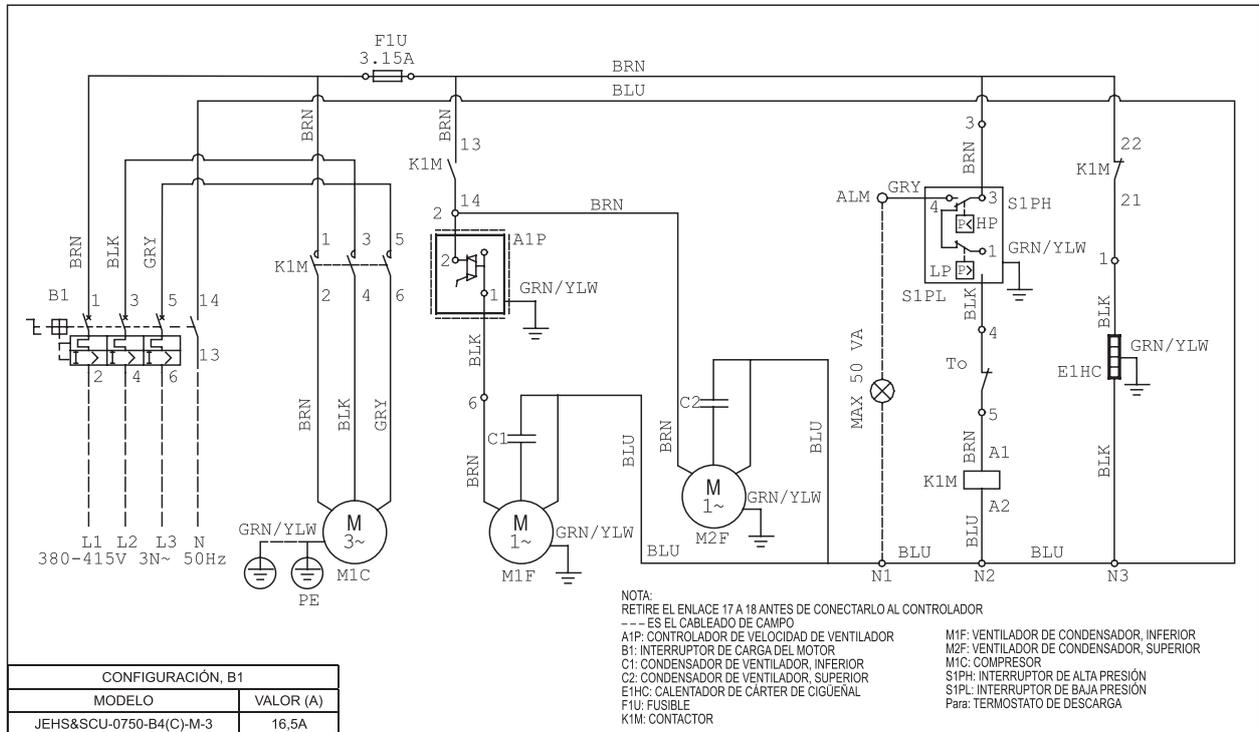 F1U
3.15A
BRN
BLU
BRN
BRN
13
K1M
14
2
BRN
3
BRN
22
K1M
21
ALM
GRY
4
3
S1PH
P<
HP
1
GRN/YLW
LP
P>
S1PL
BLK
1
BRN
BLK
GRY
B1
1
3
5
14
13
2
4
6
1
3
5
K1M
2
4
6
A1P
2
1
GRN/YLW
BLK
6
4
To
5
BRN
A1
K1M
A2
BLU
BLK
GRN/YLW
E1HC
BLK
MAX 50 VA
C2
C1
BRN
BLK
GRY
BRN
BLU
BRN
BLU
M
1~
GRN/YLW
M2F
M
3~
GRN/YLW
M1C
PE
M
1~
GRN/YLW
M1F
BLU
BLU
BLU
N1
N2
N3
L1 L2 L3 N
380-415V 3N~ 50Hz
NOTA:
RETIRE EL ENLACE 17 A 18 ANTES DE CONECTARLO AL CONTROLADOR
--- ES EL CABLEADO DE CAMPO
A1P: CONTROLADOR DE VELOCIDAD DE VENTILADOR
B1: INTERRUPTOR DE CARGA DEL MOTOR
C1: CONDENSADOR DE VENTILADOR, INFERIOR
C2: CONDENSADOR DE VENTILADOR, SUPERIOR
E1HC: CALENTADOR DE CÁRTER DE CIGÜEÑAL
F1U: FUSIBLE
K1M: CONTACTOR
M1F: VENTILADOR DE CONDENSADOR, INFERIOR
M2F: VENTILADOR DE CONDENSADOR, SUPERIOR
M1C: COMPRESOR
S1PH: INTERRUPTOR DE ALTA PRESIÓN
S1PL: INTERRUPTOR DE BAJA PRESIÓN
Para: TERMOSTATO DE DESCARGA
CONFIGURACIÓN, B1
MODELO VALOR (A)
JEHS&SCU-0750-B4(C)-M-3 16,5A